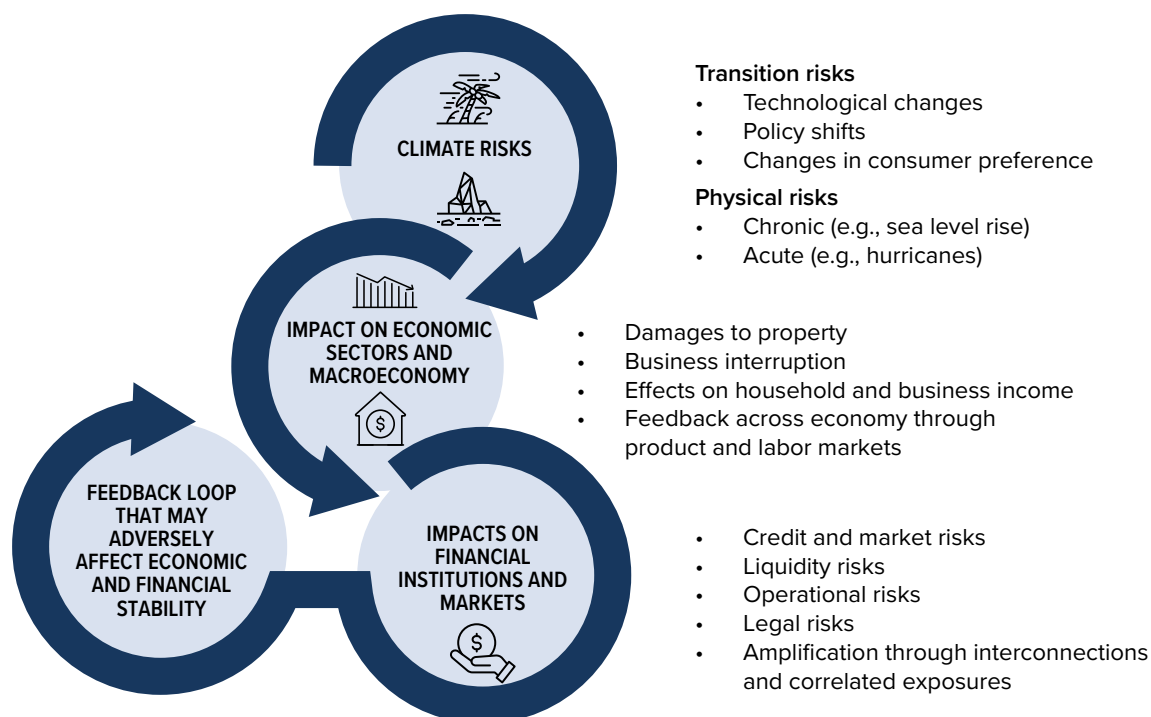 CLIMATE RISKS
Transition risks
• Technological changes
• Policy shifts
• Changes in consumer preference
Physical risks
• Chronic (e.g., sea level rise)
• Acute (e.g., hurricanes)
IMPACT ON ECONOMIC
SECTORS AND
MACROECONOMY
$
• Damages to property
• Business interruption
• Effects on household and business income
• Feedback across economy through
product and labor markets
FEEDBACK LOOP
THAT MAY
ADVERSELY
AFFECT ECONOMIC
AND FINANCIAL
STABILITY
IMPACTS ON
FINANCIAL
INSTITUTIONS AND
MARKETS
$
• Credit and market risks
• Liquidity risks
• Operational risks
• Legal risks
• Amplification through interconnections
and correlated exposures